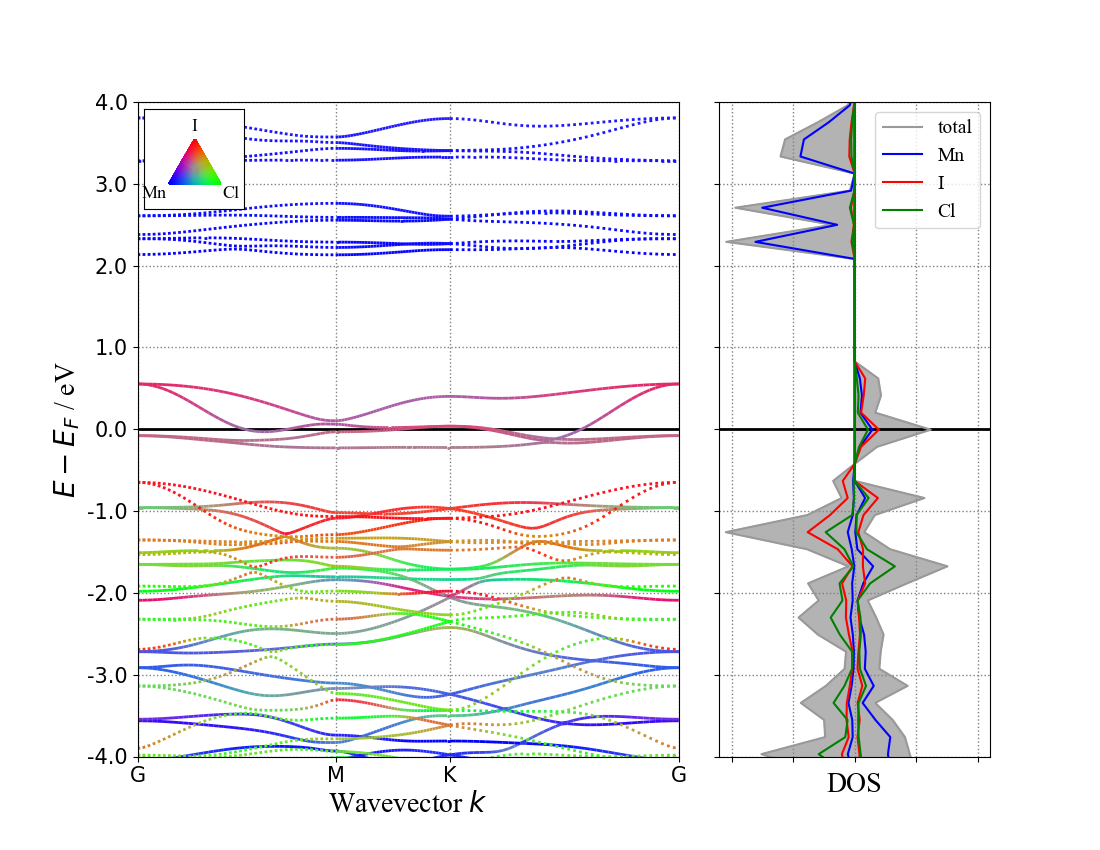 4.0
3.0
2.0
1.0
0.0
-1.0
-2.0
-3.0
-4.0
E − E_F / eV
I
Mn
Cl
G
M
K
G
Wavevector k
total
Mn
I
Cl
DOS